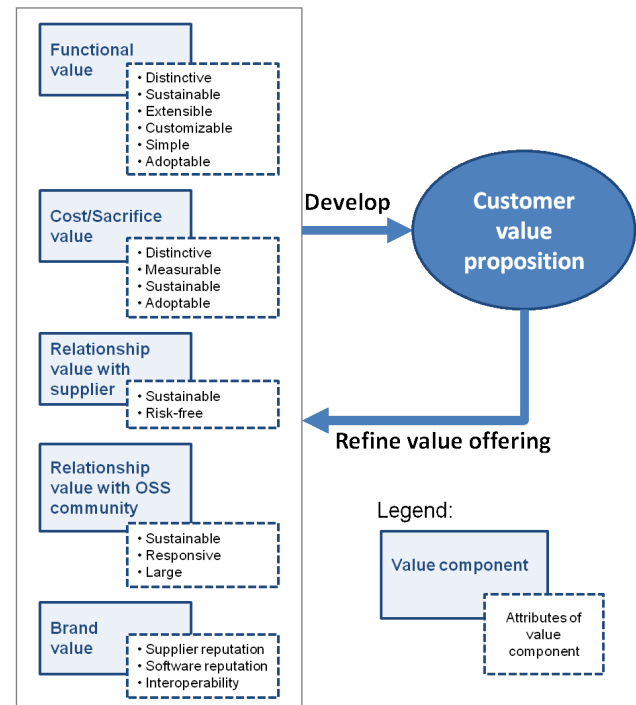 Functional
value
• Distinctive
• Sustainable
• Extensible
• Customizable
• Simple
• Adoptable
Cost/Sacrifice
value
• Distinctive
• Measurable
• Sustainable
• Adoptable
Relationship
value with
supplier
• Sustainable
• Risk-free
Relationship
value with OSS
community
• Sustainable
• Responsive
• Large
Brand
value
• Supplier reputation
• Software reputation
• Interoperability
Develop
Customer
value
proposition
Refine value offering
Legend:
Value component
Attributes of
value
component